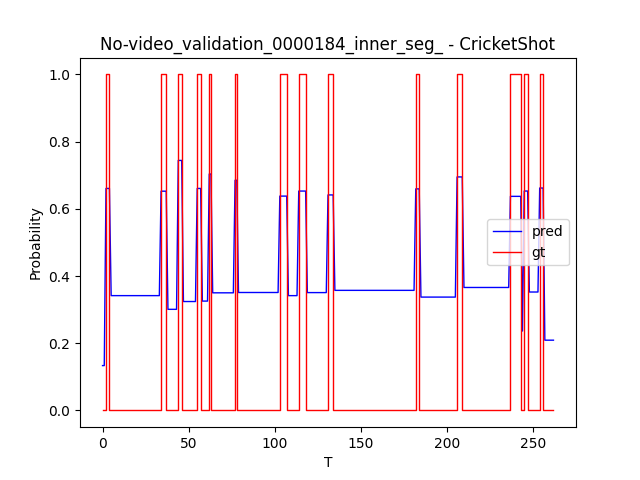 No-video_validation_0000184_inner_seg_ - CricketShot
1.0
0.8
0.6
0.4
0.2
0.0
Probability
pred
gt
0 50 100 150 200 250
T